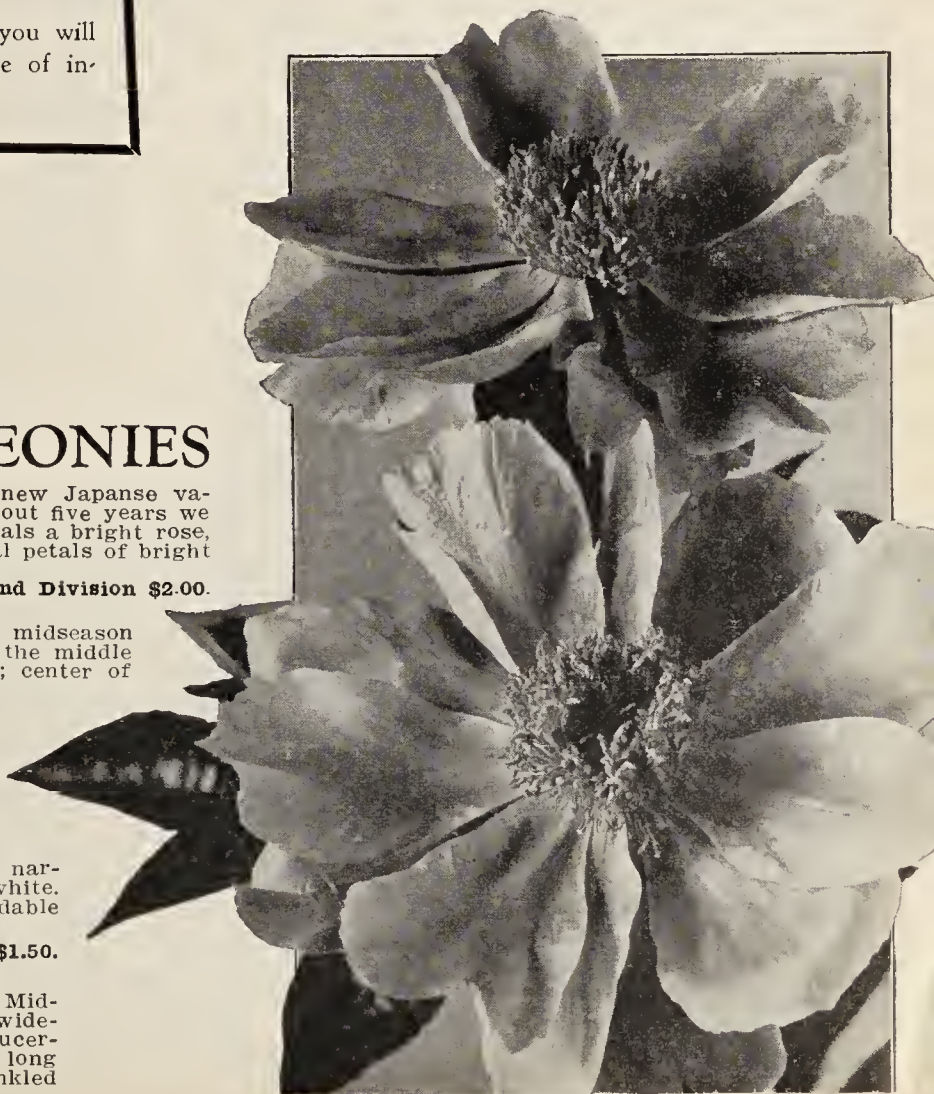 you will
e of in-
EONIES
new Japanse va-
out five years we
als a bright rose,
l petals of bright
nd Division $2.00.
midseason
the middle
; center of
nar-
white.
dable
$1.50.
Mid-
wide-
ucer-
long
nkled